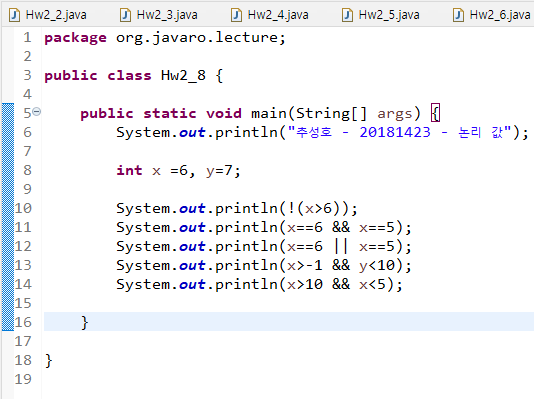 Hw2_2.java Hw2_3.java Hw2_4.java Hw2_5.java Hw2_6.java
1 package org.javaro.lecture;
2
3 public class Hw2_8 {
4
5 public static void main(String[] args) {
6 System.out.println("추성호 - 20181423 - 논리 값");
7
8 int x =6, y=7;
9
10 System.out.println(!(x>6));
11 System.out.println(x==6 && x==5);
12 System.out.println(x==6 || x==5);
13 System.out.println(x>-1 && y<10);
14 System.out.println(x>10 && x<5);
15
16 }
17
18 }
19